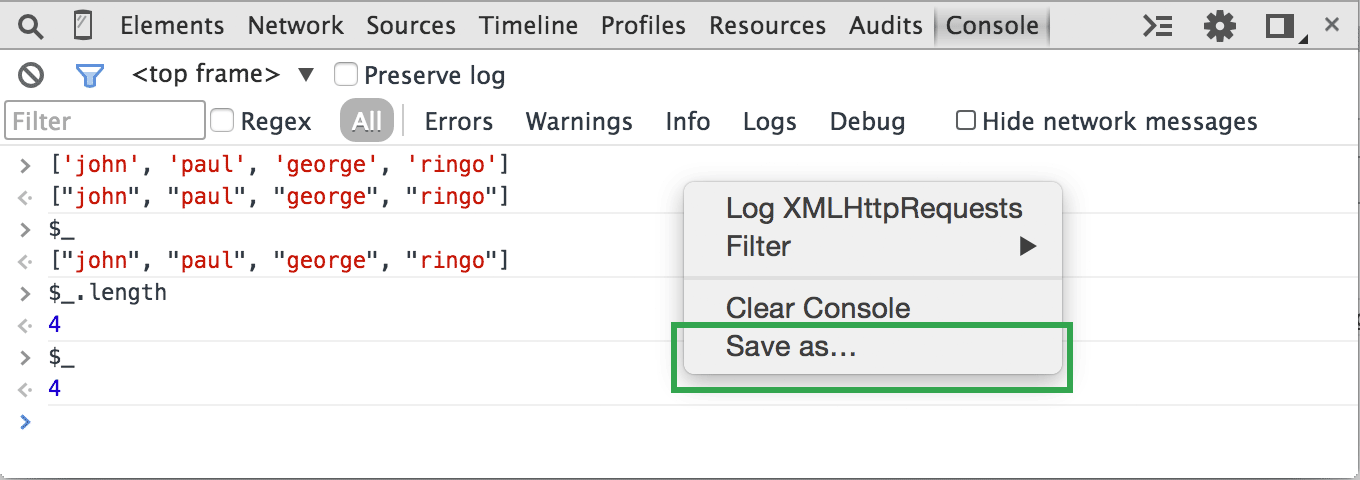 Elements Network Sources Timeline Profiles Resources Audits Console
<top frame> ▼ Preserve log
Filter Regex All Errors Warnings Info Logs Debug Hide network messages
> ['john', 'paul', 'george', 'ringo']
["john", "paul", "george", "ringo"]
> $_
["john", "paul", "george", "ringo"]
> $_.length
4
> $_
4
>
Log XMLHttpRequests
Filter ▶
Clear Console
Save as...